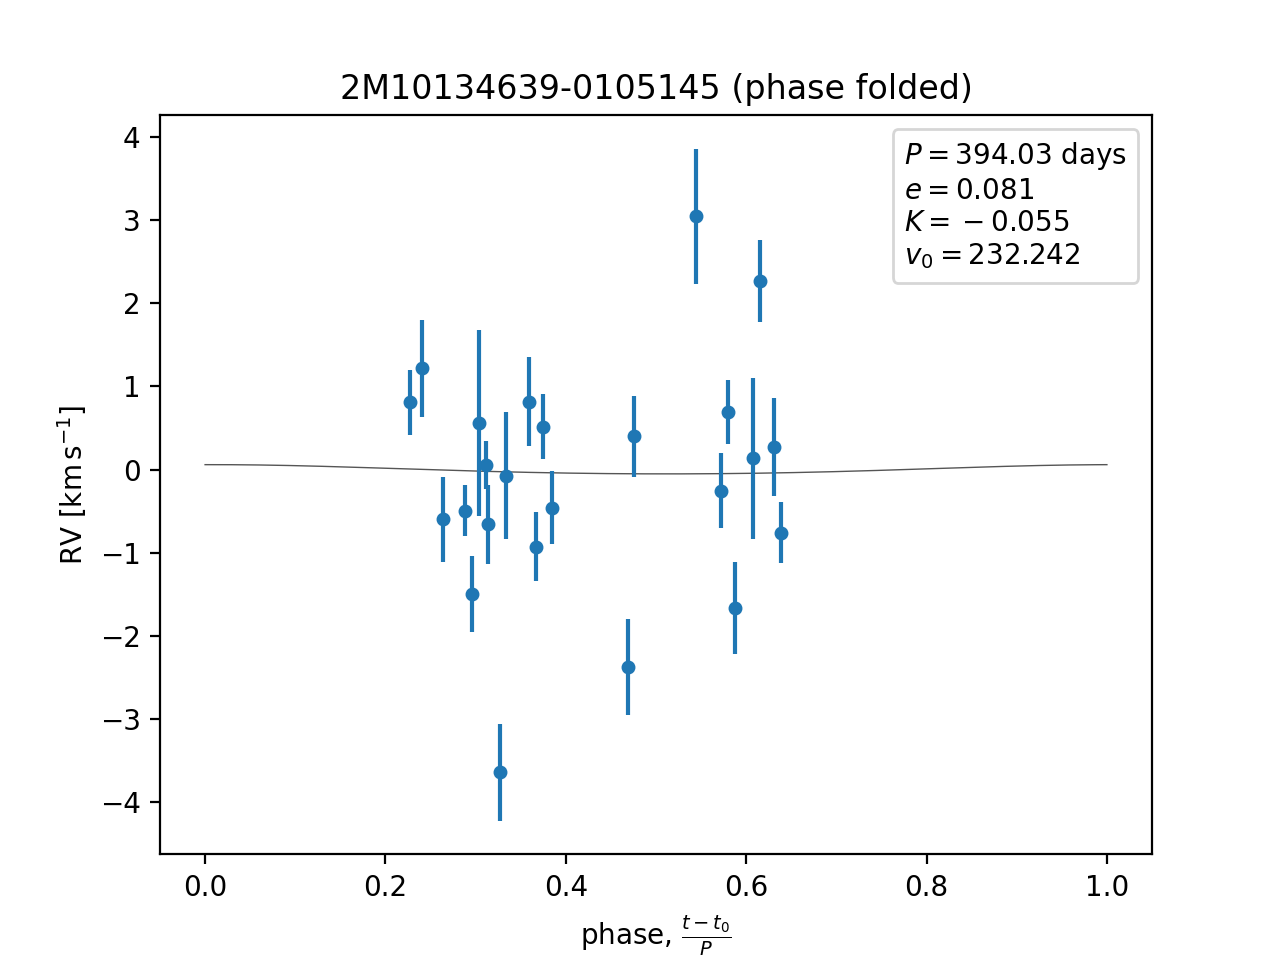 2M10134639-0105145 (phase folded)
P = 394.03 days
e = 0.081
K = −0.055
v₀ = 232.242
4
3
2
1
0
−1
−2
−3
−4
RV [km s⁻¹]
0.0 0.2 0.4 0.6 0.8 1.0
phase, (t − t₀)/P